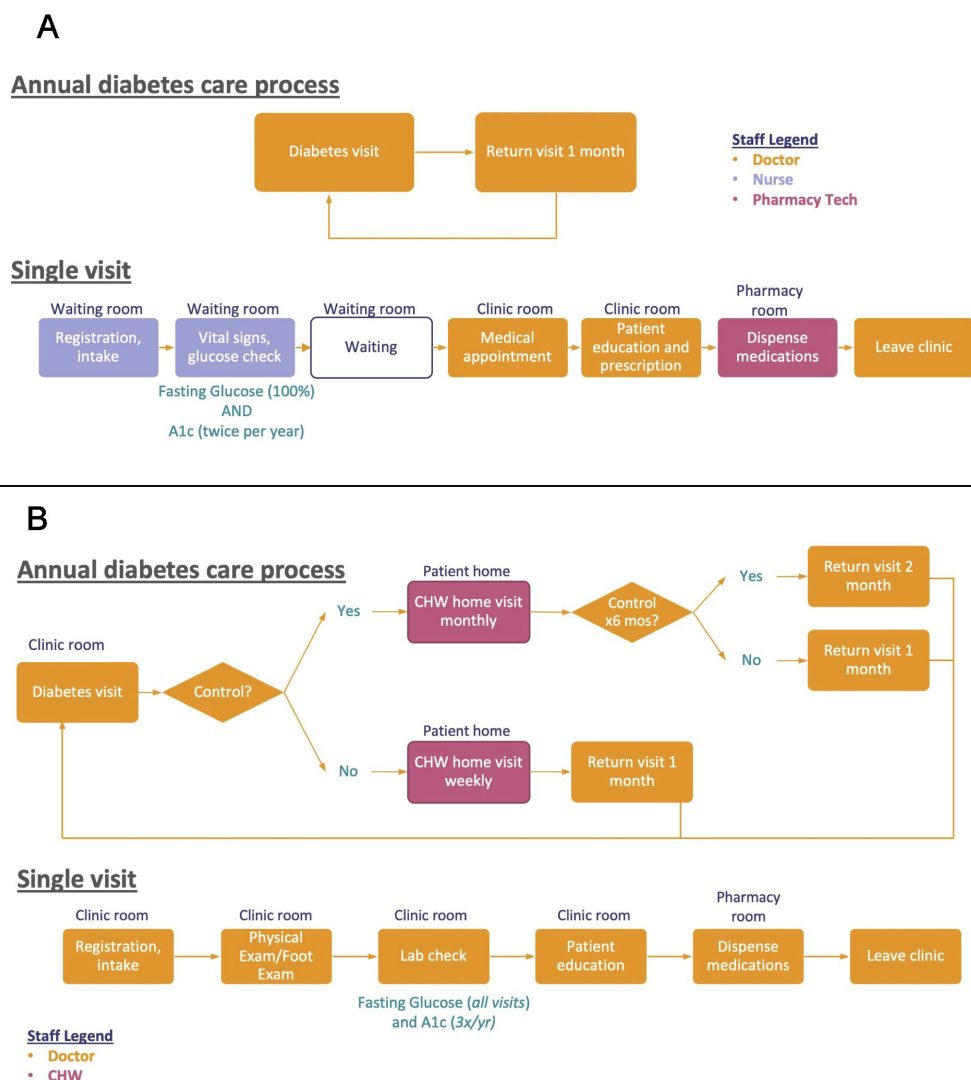 A
Annual diabetes care process
Diabetes visit
Return visit 1 month
Staff Legend
• Doctor
• Nurse
• Pharmacy Tech
Single visit
Waiting room
Registration,
intake
Waiting room
Vital signs,
glucose check
Fasting Glucose (100%)
AND
A1c (twice per year)
Waiting room
Waiting
Clinic room
Medical
appointment
Clinic room
Patient
education and
prescription
Pharmacy
room
Dispense
medications
Leave clinic
B
Annual diabetes care process
Clinic room
Diabetes visit
Control?
Yes
Patient home
CHW home visit
monthly
Control
x6 mos?
Yes
Return visit 2
month
No
Return visit 1
month
No
Patient home
CHW home visit
weekly
Return visit 1
month
Single visit
Clinic room
Registration,
intake
Clinic room
Physical
Exam/Foot
Exam
Clinic room
Lab check
Fasting Glucose (all visits)
and A1c (3x/yr)
Clinic room
Patient
education
Pharmacy
room
Dispense
medications
Leave clinic
Staff Legend
• Doctor
• CHW